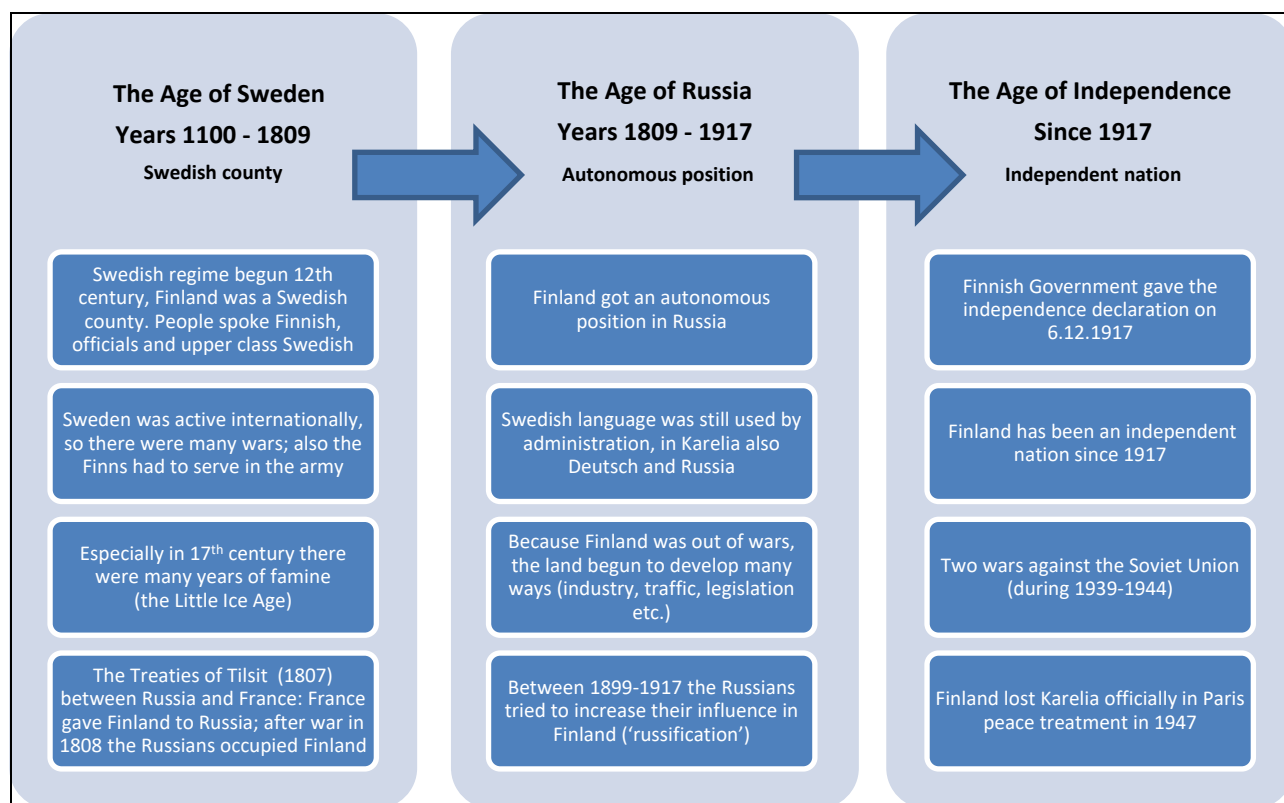 The Age of Sweden
Years 1100 - 1809
Swedish county
Swedish regime begun 12th
century, Finland was a Swedish
county. People spoke Finnish,
officials and upper class Swedish
Sweden was active internationally,
so there were many wars; also the
Finns had to serve in the army
Especially in 17th century there
were many years of famine
(the Little Ice Age)
The Treaties of Tilsit (1807)
between Russia and France: France
gave Finland to Russia; after war in
1808 the Russians occupied Finland
The Age of Russia
Years 1809 - 1917
Autonomous position
Finland got an autonomous
position in Russia
Swedish language was still used by
administration, in Karelia also
Deutsch and Russia
Because Finland was out of wars,
the land begun to develop many
ways (industry, traffic, legislation
etc.)
Between 1899-1917 the Russians
tried to increase their influence in
Finland (‘russification’)
The Age of Independence
Since 1917
Independent nation
Finnish Government gave the
independence declaration on
6.12.1917
Finland has been an independent
nation since 1917
Two wars against the Soviet Union
(during 1939-1944)
Finland lost Karelia officially in Paris
peace treatment in 1947